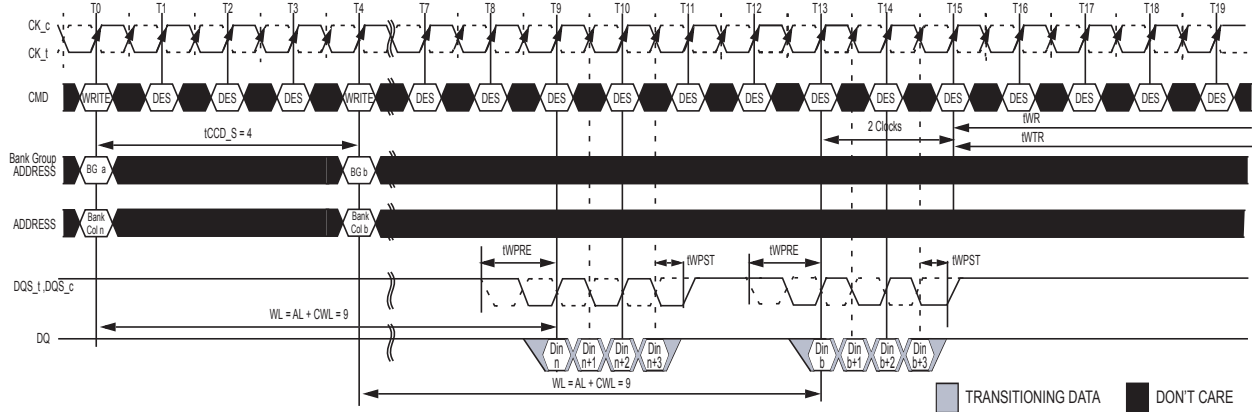 T0 T1 T2 T3 T4 T7 T8 T9 T10 T11 T12 T13 T14 T15 T16 T17 T18 T19
CK_c
CK_t
CMD WRITE DES DES DES WRITE DES DES DES DES DES DES DES DES DES DES DES DES DES
tCCD_S = 4
2 Clocks
tWR
tWTR
Bank Group
ADDRESS
BG a
BG b
ADDRESS
Bank
Col n
Bank
Col b
tWPRE
tWPST
tWPRE
tWPST
DQS_t ,DQS_c
WL = AL + CWL = 9
DQ
Din
n
Din
n+1
Din
n+2
Din
n+3
Din
b
Din
b+1
Din
b+2
Din
b+3
WL = AL + CWL = 9
TRANSITIONING DATA
DON'T CARE